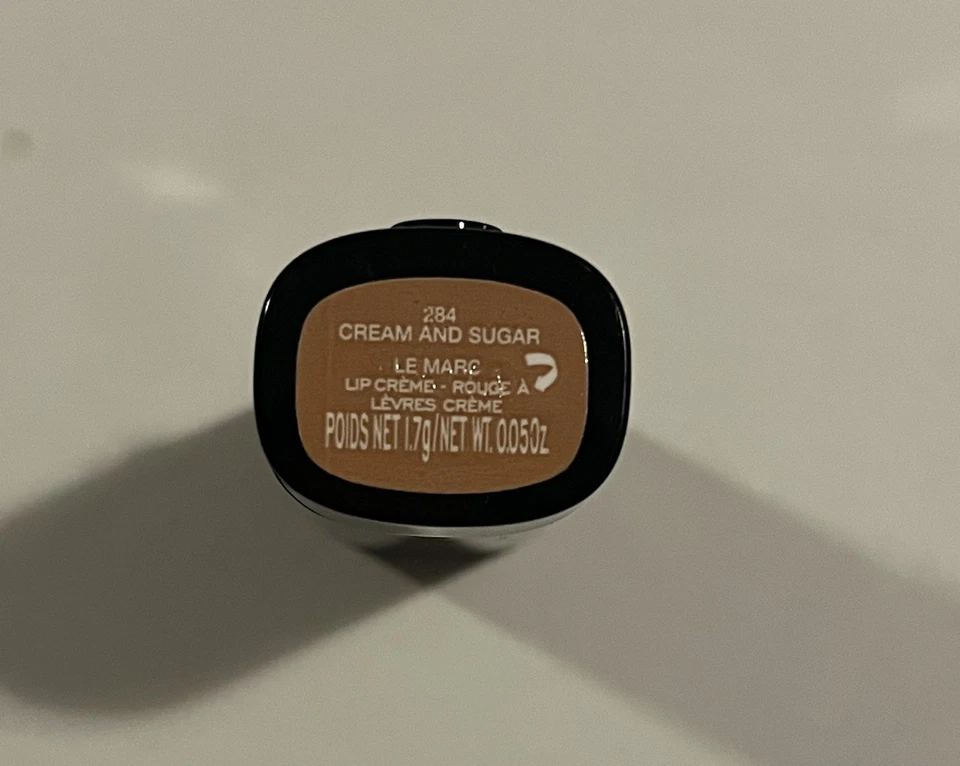 284
CREAM AND SUGAR
LE MARC
LIP CRÈME - ROUGE À
LÈVRES CRÈME
POIDS NET 1.7g/NET WT. 0.05Oz